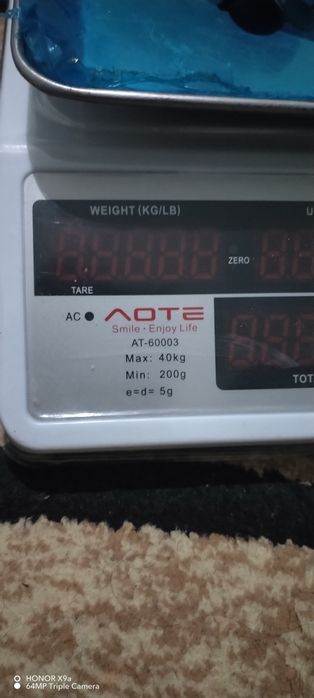 WEIGHT (KG/LB)
ZERO
TARE
AC
AOTE
Smile · Enjoy Life
AT-60003
Max: 40kg
Min: 200g
e=d= 5g
TOT
HONOR X9a
64MP Triple Camera